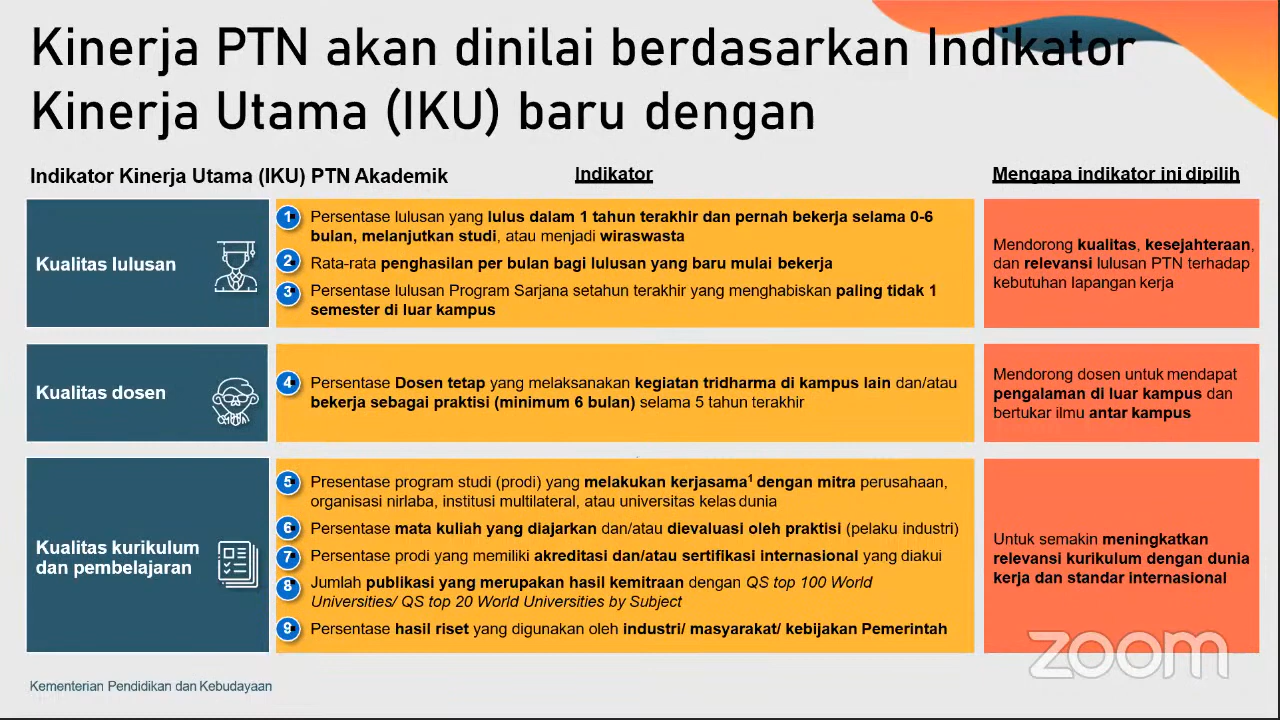 Kinerja PTN akan dinilai berdasarkan Indikator
Kinerja Utama (IKU) baru dengan
Indikator Kinerja Utama (IKU) PTN Akademik
Indikator
Mengapa indikator ini dipilih
Kualitas lulusan
1 Persentase lulusan yang lulus dalam 1 tahun terakhir dan pernah bekerja selama 0-6
bulan, melanjutkan studi, atau menjadi wiraswasta
2 Rata-rata penghasilan per bulan bagi lulusan yang baru mulai bekerja
3 Persentase lulusan Program Sarjana setahun terakhir yang menghabiskan paling tidak 1
semester di luar kampus
Mendorong kualitas, kesejahteraan,
dan relevansi lulusan PTN terhadap
kebutuhan lapangan kerja
Kualitas dosen
4 Persentase Dosen tetap yang melaksanakan kegiatan tridharma di kampus lain dan/atau
bekerja sebagai praktisi (minimum 6 bulan) selama 5 tahun terakhir
Mendorong dosen untuk mendapat
pengalaman di luar kampus dan
bertukar ilmu antar kampus
Kualitas kurikulum
dan pembelajaran
5 Presentase program studi (prodi) yang melakukan kerjasama¹ dengan mitra perusahaan,
organisasi nirlaba, institusi multilateral, atau universitas kelas dunia
6 Persentase mata kuliah yang diajarkan dan/atau dievaluasi oleh praktisi (pelaku industri)
7 Persentase prodi yang memiliki akreditasi dan/atau sertifikasi internasional yang diakui
8 Jumlah publikasi yang merupakan hasil kemitraan dengan QS top 100 World
Universities/ QS top 20 World Universities by Subject
9 Persentase hasil riset yang digunakan oleh industri/ masyarakat/ kebijakan Pemerintah
Untuk semakin meningkatkan
relevansi kurikulum dengan dunia
kerja dan standar internasional
zoom
Kementerian Pendidikan dan Kebudayaan